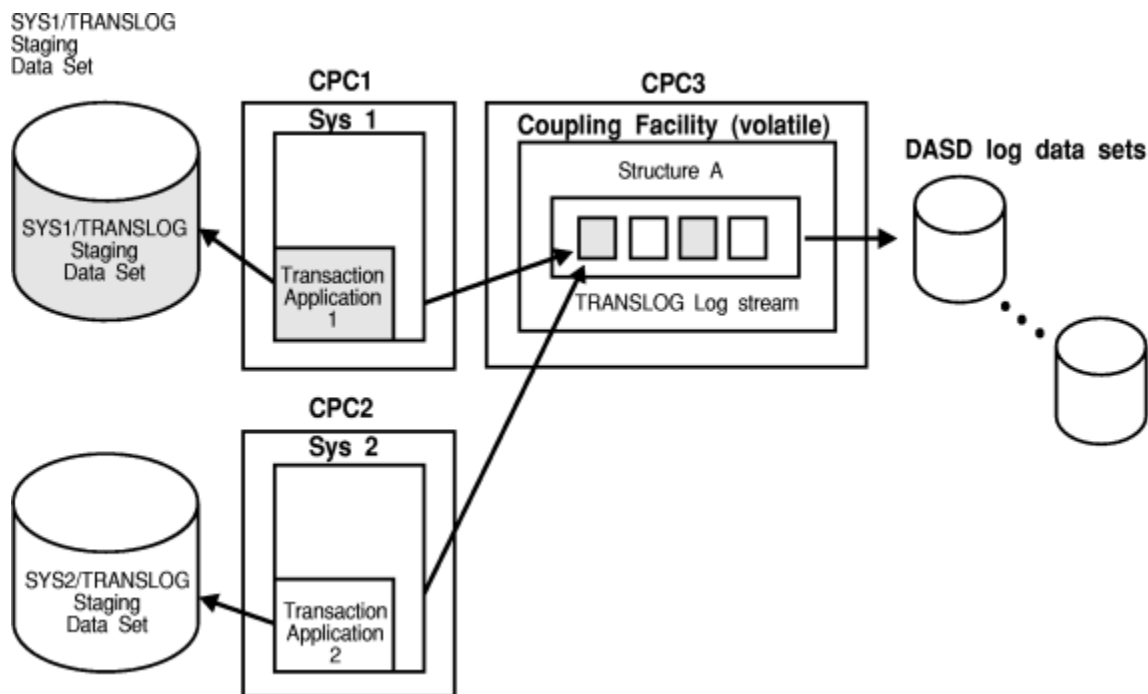 SYS1/TRANSLOG
Staging
Data Set
CPC1
CPC3
Sys 1
Coupling Facility (volatile)
DASD log data sets
Structure A
SYS1/TRANSLOG
Staging
Data Set
Transaction
Application
1
TRANSLOG Log stream
CPC2
Sys 2
SYS2/TRANSLOG
Staging
Data Set
Transaction
Application
2